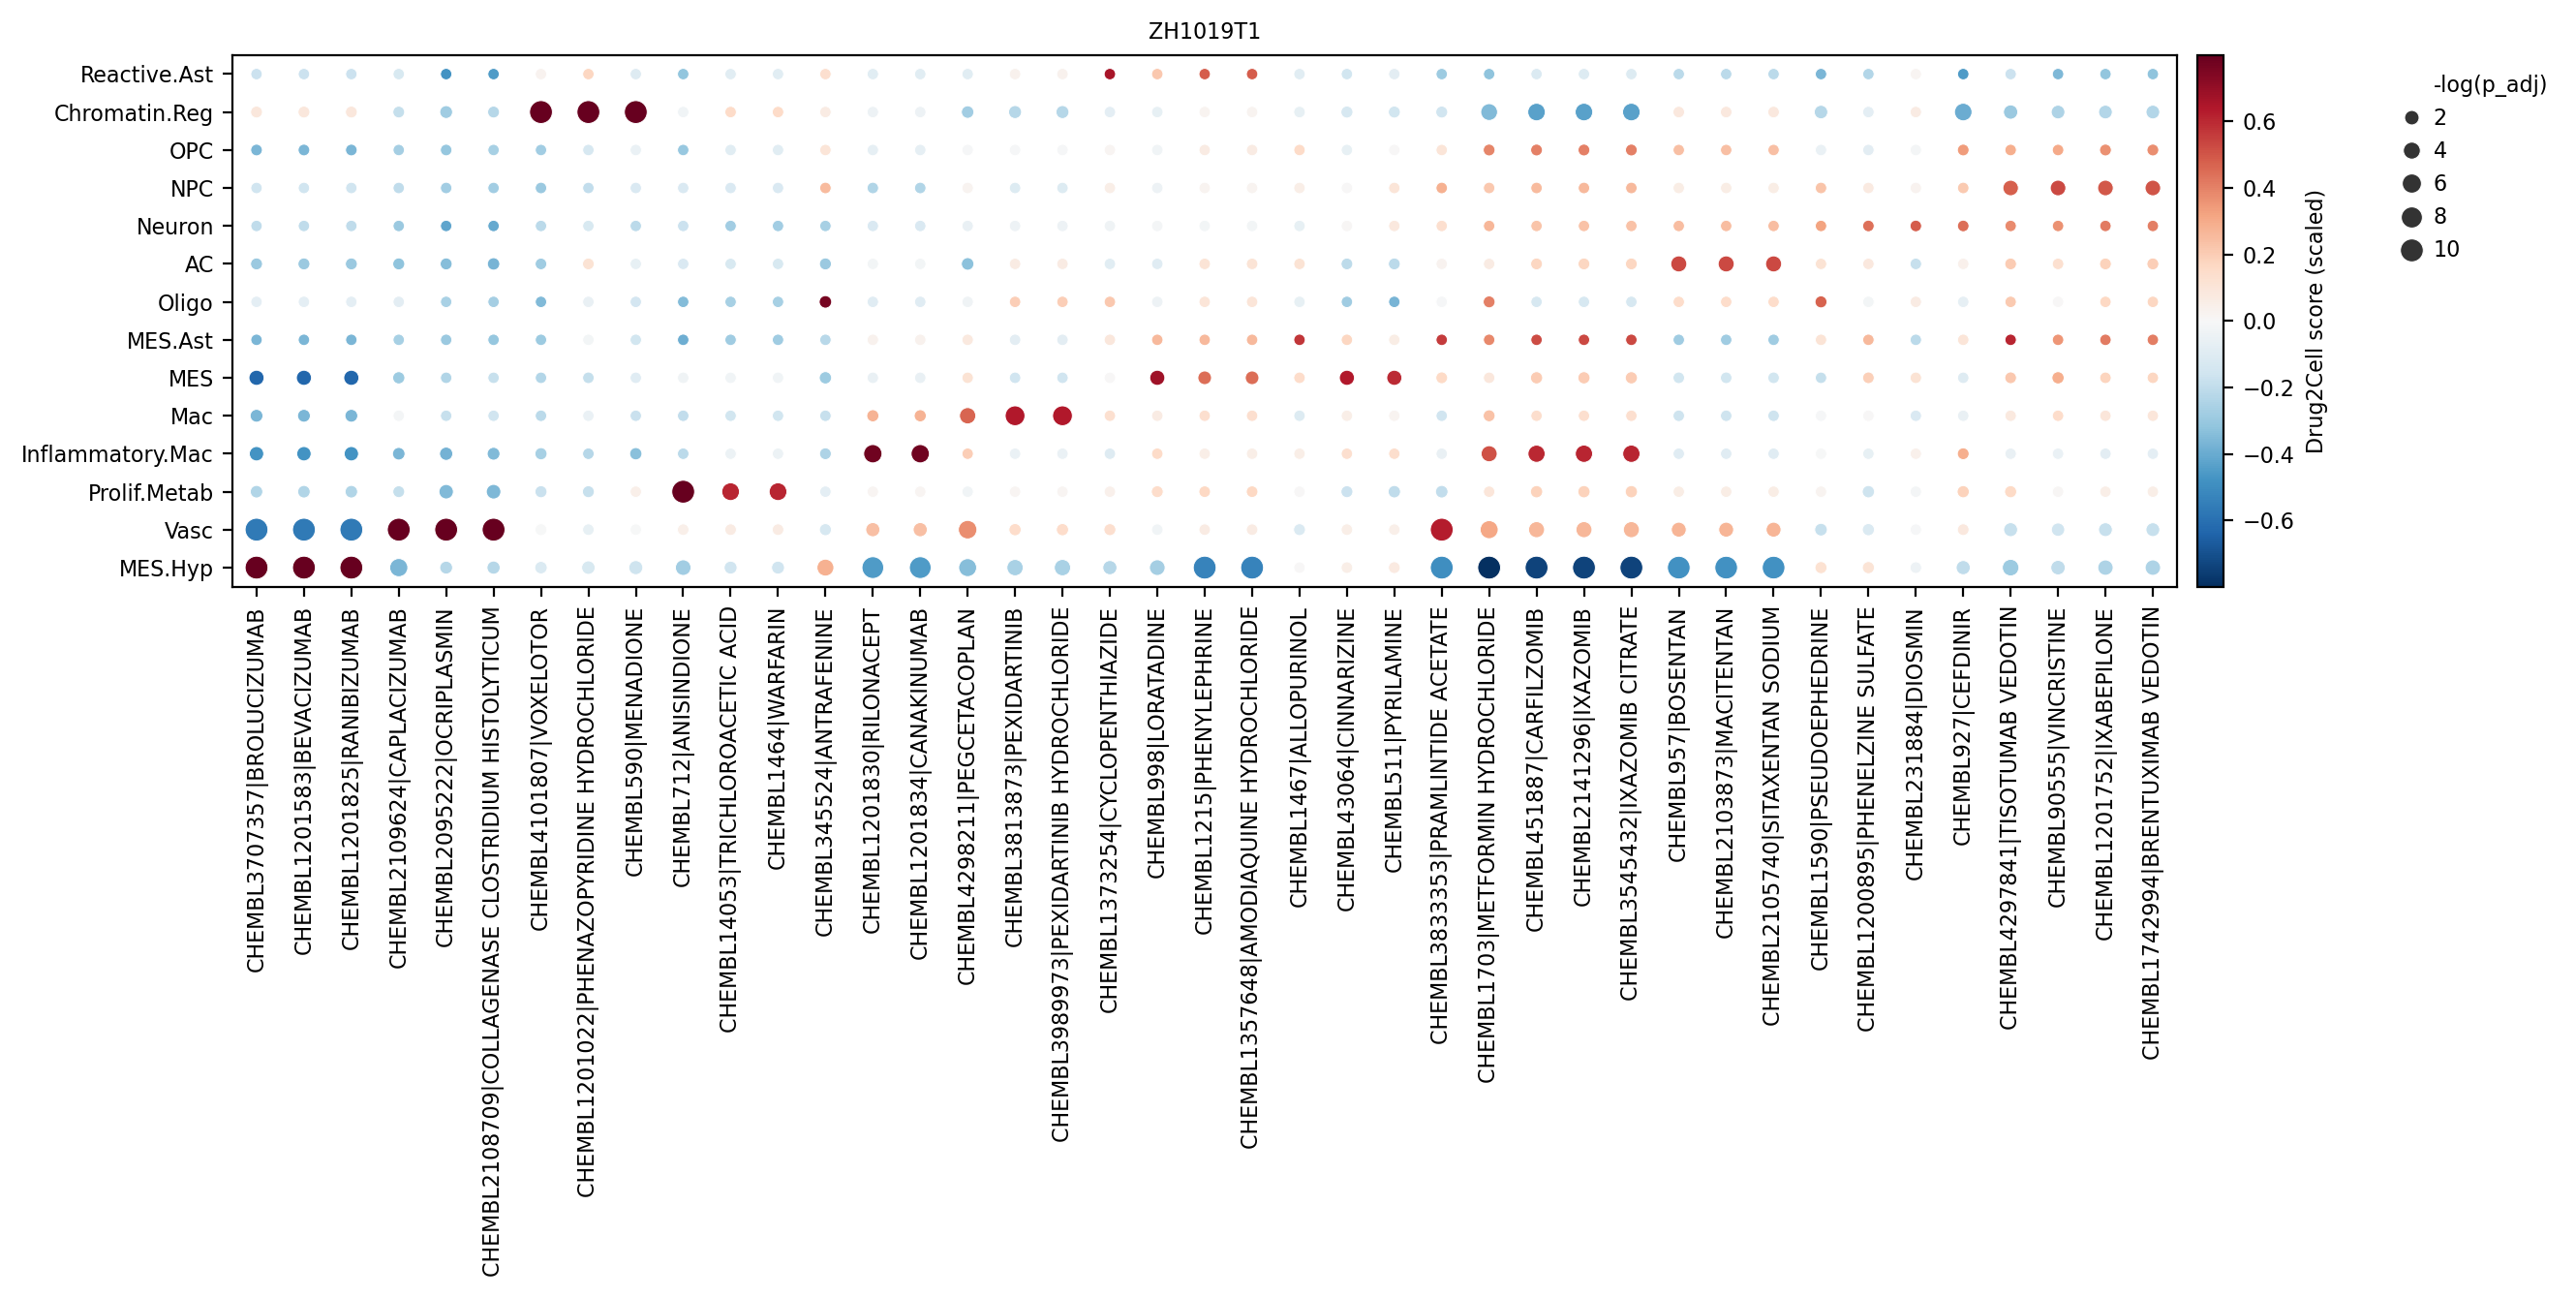 ZH1019T1
Reactive.Ast
Chromatin.Reg
OPC
NPC
Neuron
AC
Oligo
MES.Ast
MES
Mac
Inflammatory.Mac
Prolif.Metab
Vasc
MES.Hyp
CHEMBL3707357|BROLUCIZUMAB
CHEMBL1201583|BEVACIZUMAB
CHEMBL1201825|RANIBIZUMAB
CHEMBL2109624|CAPLACIZUMAB
CHEMBL2095222|OCRIPLASMIN
CHEMBL2108709|COLLAGENASE CLOSTRIDIUM HISTOLYTICUM
CHEMBL4101807|VOXELOTOR
CHEMBL1201022|PHENAZOPYRIDINE HYDROCHLORIDE
CHEMBL590|MENADIONE
CHEMBL712|ANISINDIONE
CHEMBL14053|TRICHLOROACETIC ACID
CHEMBL1464|WARFARIN
CHEMBL345524|ANTRAFENINE
CHEMBL1201830|RILONACEPT
CHEMBL1201834|CANAKINUMAB
CHEMBL4298211|PEGCETACOPLAN
CHEMBL3813873|PEXIDARTINIB
CHEMBL3989973|PEXIDARTINIB HYDROCHLORIDE
CHEMBL1373254|CYCLOPENTHIAZIDE
CHEMBL998|LORATADINE
CHEMBL1215|PHENYLEPHRINE
CHEMBL1357648|AMODIAQUINE HYDROCHLORIDE
CHEMBL1467|ALLOPURINOL
CHEMBL43064|CINNARIZINE
CHEMBL511|PYRILAMINE
CHEMBL3833353|PRAMLINTIDE ACETATE
CHEMBL1703|METFORMIN HYDROCHLORIDE
CHEMBL451887|CARFILZOMIB
CHEMBL2141296|IXAZOMIB
CHEMBL3545432|IXAZOMIB CITRATE
CHEMBL957|BOSENTAN
CHEMBL2103873|MACITENTAN
CHEMBL2105740|SITAXENTAN SODIUM
CHEMBL1590|PSEUDOEPHEDRINE
CHEMBL1200895|PHENELZINE SULFATE
CHEMBL231884|DIOSMIN
CHEMBL927|CEFDINIR
CHEMBL4297841|TISOTUMAB VEDOTIN
CHEMBL90555|VINCRISTINE
CHEMBL1201752|IXABEPILONE
CHEMBL1742994|BRENTUXIMAB VEDOTIN
0.6
0.4
0.2
0.0
−0.2
−0.4
−0.6
Drug2Cell score (scaled)
-log(p_adj)
2
4
6
8
10